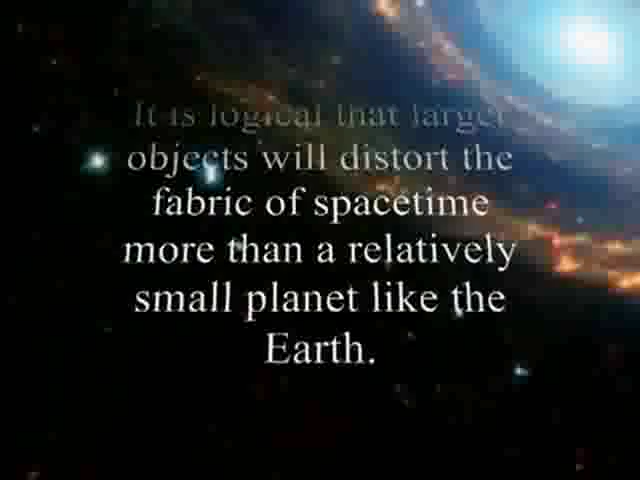 It is logical that larger
objects will distort the
fabric of spacetime
more than a relatively
small planet like the
Earth.